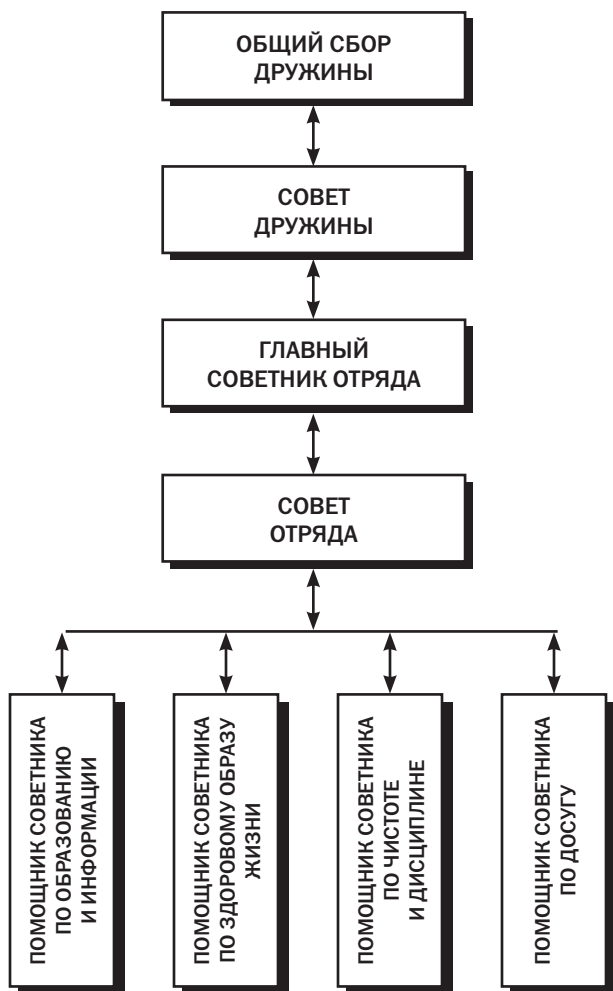 ОБЩИЙ СБОР
ДРУЖИНЫ
СОВЕТ
ДРУЖИНЫ
ГЛАВНЫЙ
СОВЕТНИК ОТРЯДА
СОВЕТ
ОТРЯДА
ПОМОЩНИК СОВЕТНИКА
ПО ОБРАЗОВАНИЮ
И ИНФОРМАЦИИ
ПОМОЩНИК СОВЕТНИКА
ПО ЗДОРОВОМУ ОБРАЗУ
ЖИЗНИ
ПОМОЩНИК СОВЕТНИКА
ПО ЧИСТОТЕ
И ДИСЦИПЛИНЕ
ПОМОЩНИК СОВЕТНИКА
ПО ДОСУГУ